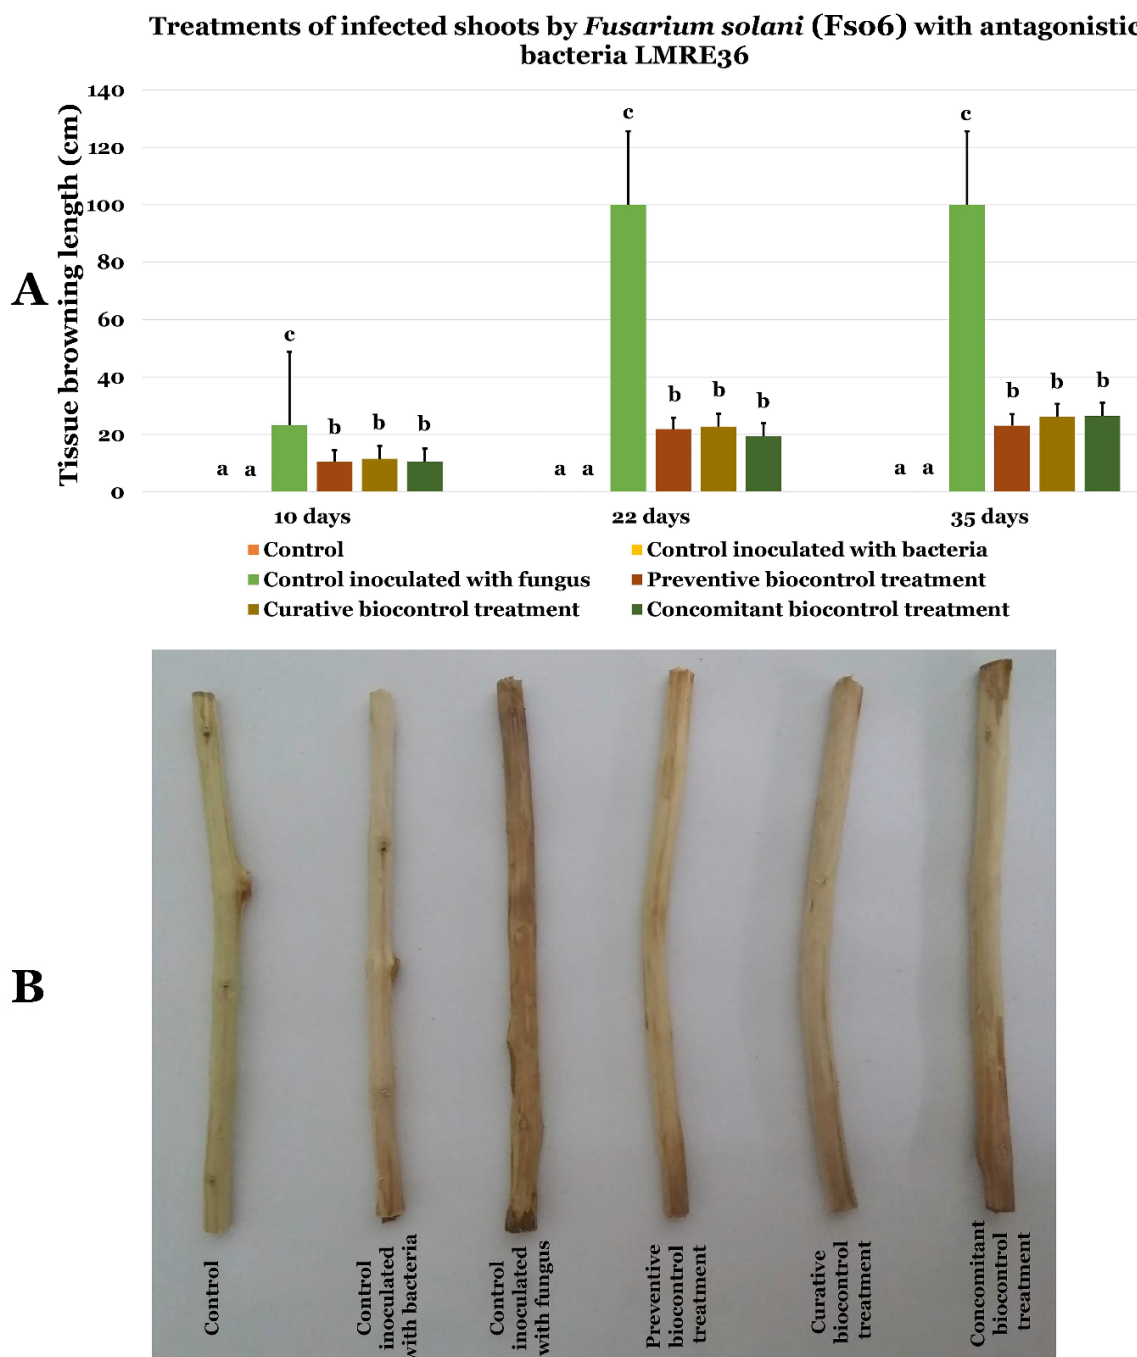 Treatments of infected shoots by Fusarium solani (Fs06) with antagonistic
bacteria LMRE36
A
Tissue browning length (cm)
140
120
100
80
60
40
20
0
a a c b b b
a a c b b b
a a c b b b
10 days 22 days 35 days
Control
Control inoculated with bacteria
Control inoculated with fungus
Preventive biocontrol treatment
Curative biocontrol treatment
Concomitant biocontrol treatment
B
Control
Control
inoculated
with bacteria
Control
inoculated
with fungus
Preventive
biocontrol
treatment
Curative
biocontrol
treatment
Concomitant
biocontrol
treatment